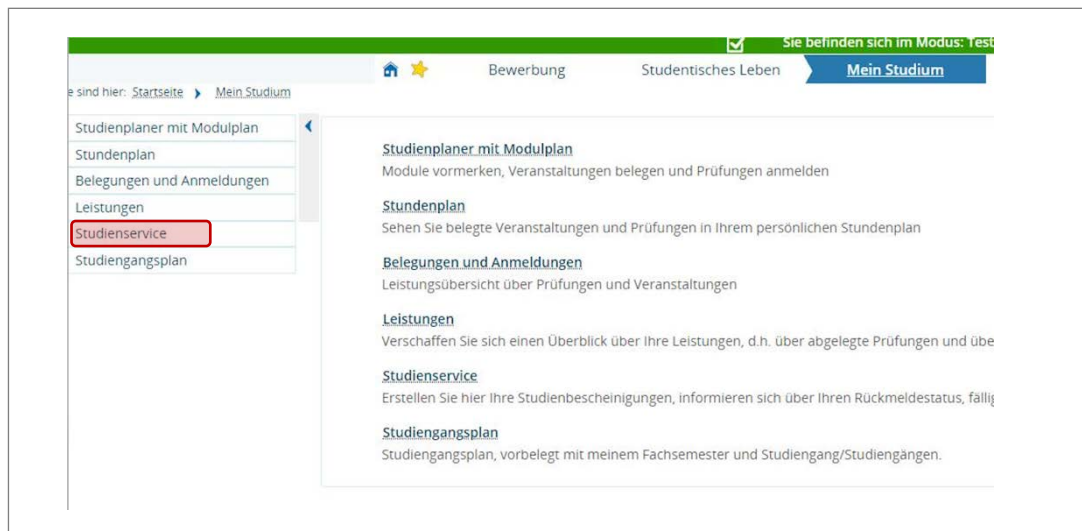 Sie befinden sich im Modus: Test
Bewerbung Studentisches Leben Mein Studium
e sind hier: Startseite Mein Studium
Studienplaner mit Modulplan
Stundenplan
Belegungen und Anmeldungen
Leistungen
Studienservice
Studiengangsplan
Studienplaner mit Modulplan
Module vormerken, Veranstaltungen belegen und Prüfungen anmelden
Stundenplan
Sehen Sie belegte Veranstaltungen und Prüfungen in Ihrem persönlichen Stundenplan
Belegungen und Anmeldungen
Leistungsübersicht über Prüfungen und Veranstaltungen
Leistungen
Verschaffen Sie sich einen Überblick über Ihre Leistungen, d.h. über abgelegte Prüfungen und übe
Studienservice
Erstellen Sie hier Ihre Studienbescheinigungen, informieren sich über Ihren Rückmeldestatus, fällig
Studiengangsplan
Studiengangsplan, vorbelegt mit meinem Fachsemester und Studiengang/Studiengängen.